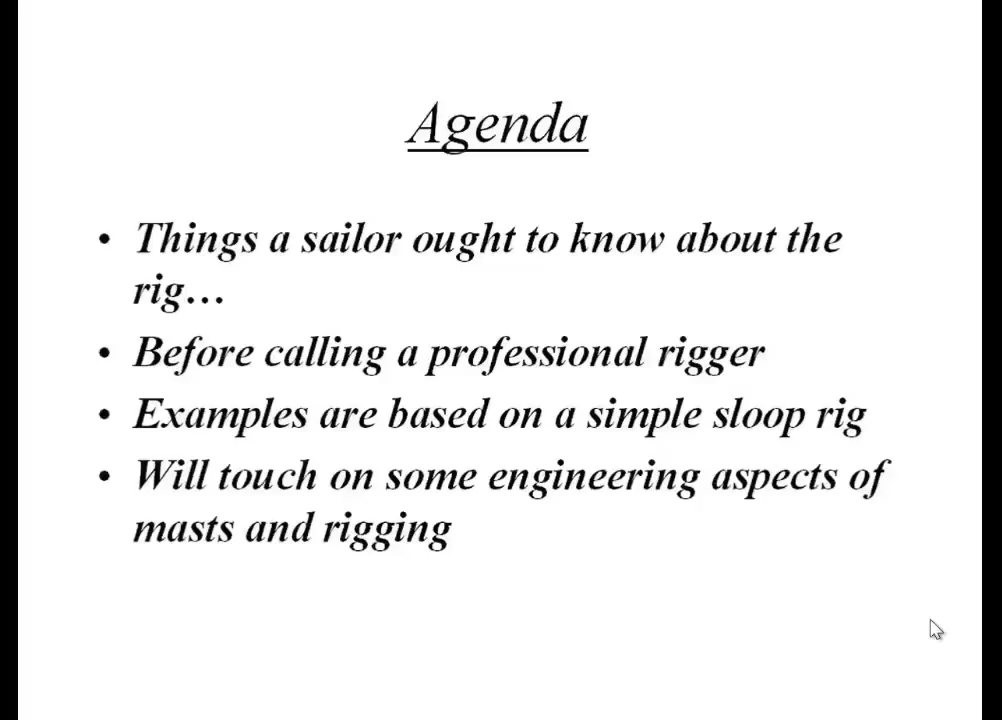 Agenda
• Things a sailor ought to know about the
rig…
• Before calling a professional rigger
• Examples are based on a simple sloop rig
• Will touch on some engineering aspects of
masts and rigging